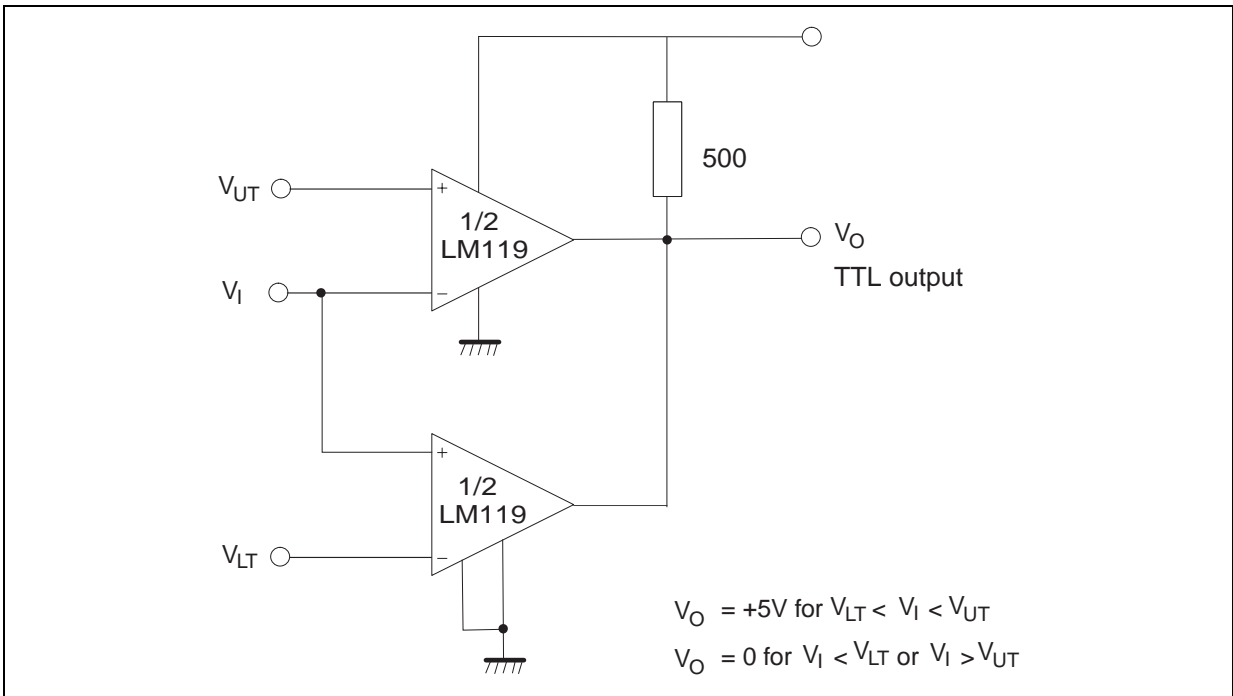 500
V_UT
+
1/2
LM119
V_O
TTL output
V_I
−
+
1/2
LM119
V_LT
−
V_O = +5V for V_LT < V_I < V_UT
V_O = 0 for V_I < V_LT or V_I > V_UT